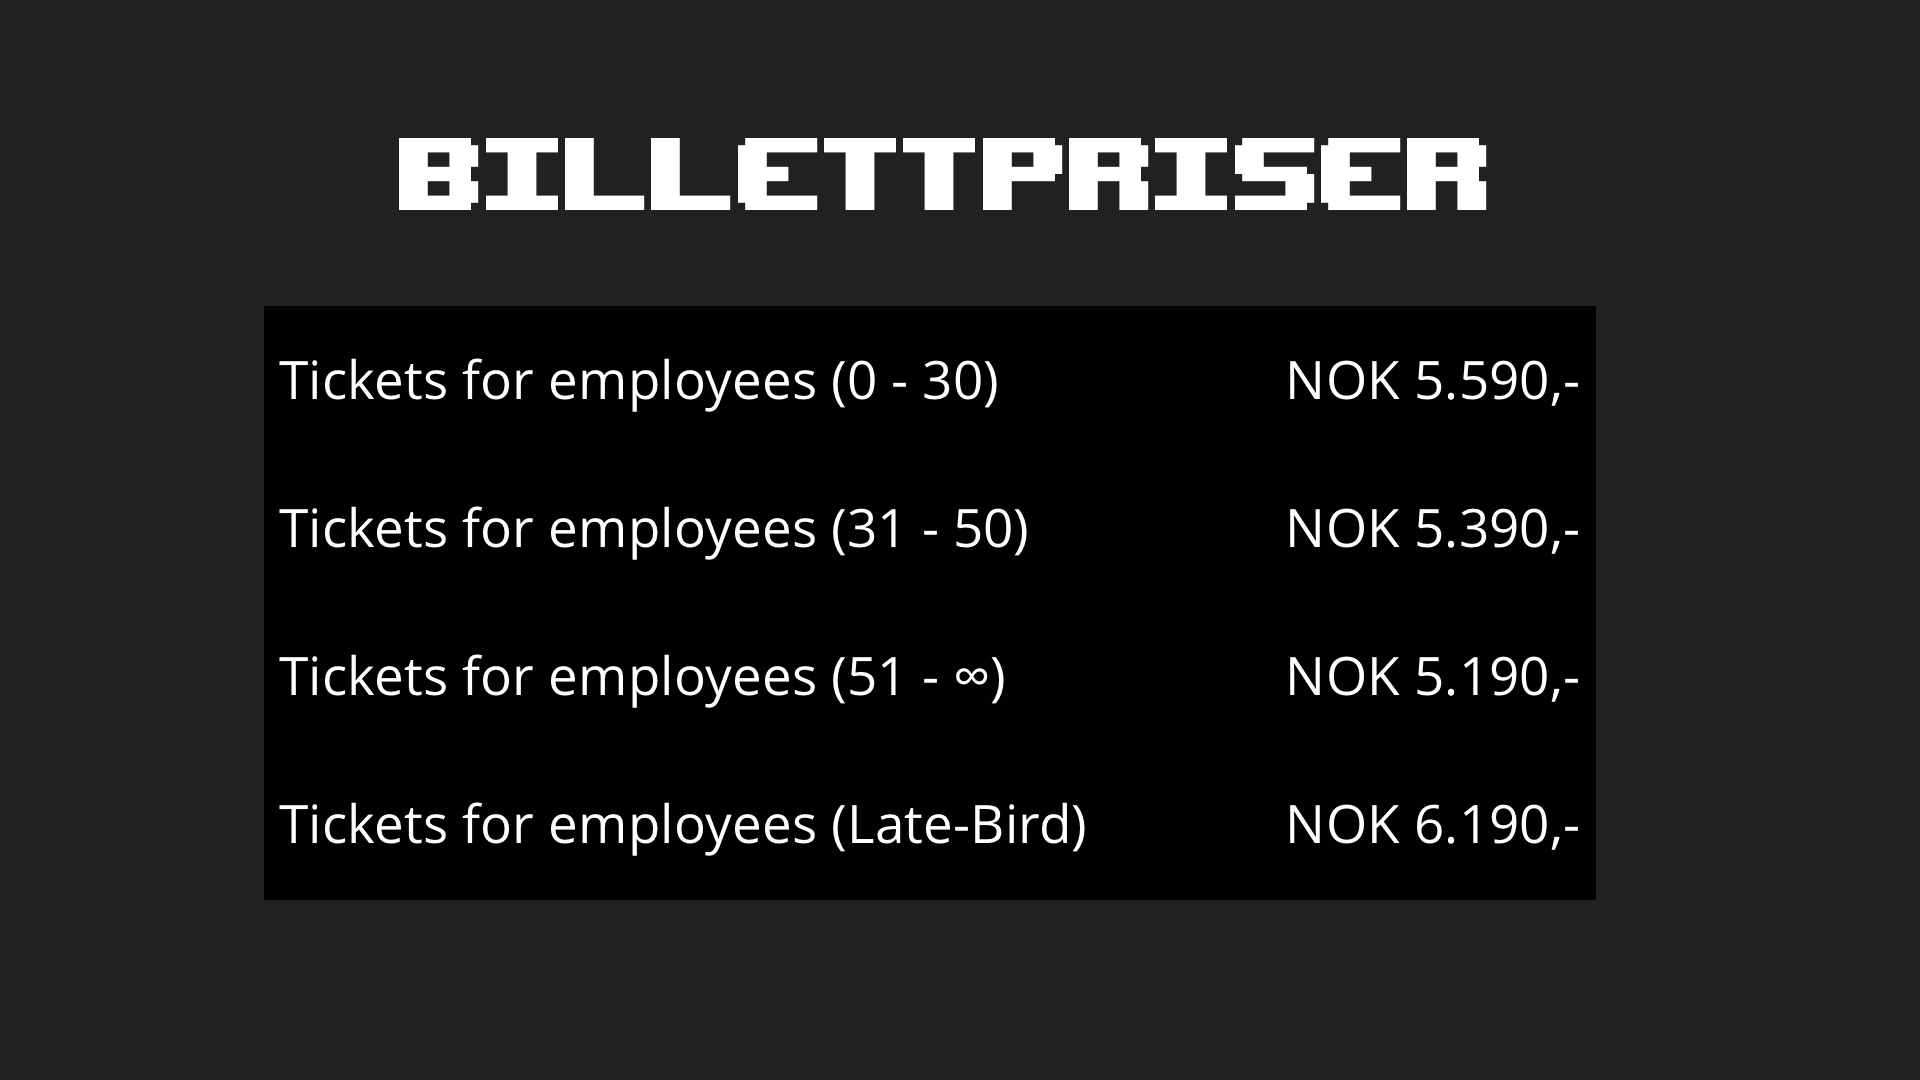 BILLETTPRISER
Tickets for employees (0 - 30) NOK 5.590,-
Tickets for employees (31 - 50) NOK 5.390,-
Tickets for employees (51 - ∞) NOK 5.190,-
Tickets for employees (Late-Bird) NOK 6.190,-